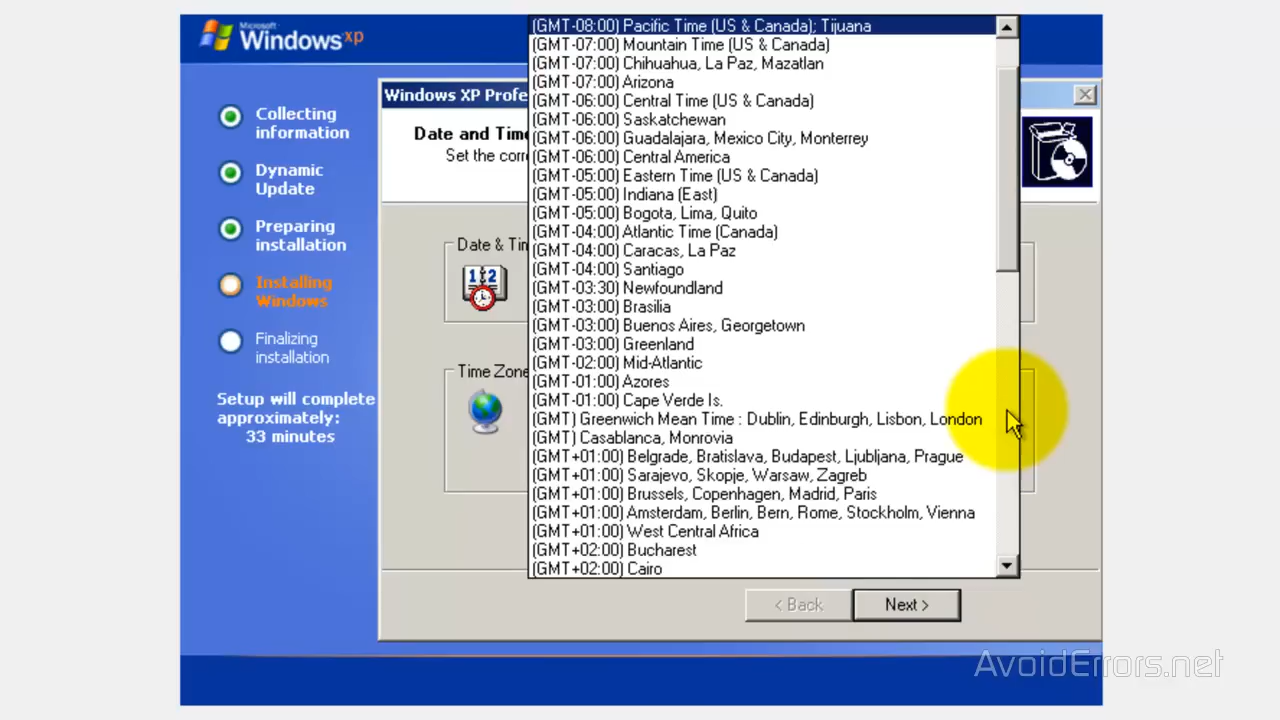 Microsoft
Windows xp
Collecting
information
Dynamic
Update
Preparing
installation
Installing
Windows
Finalizing
installation
Setup will complete
approximately:
33 minutes
Windows XP Profe
Date and Time
Set the corre
Date & Tim
12
Time Zone
(GMT-08:00) Pacific Time (US & Canada); Tijuana
(GMT-07:00) Mountain Time (US & Canada)
(GMT-07:00) Chihuahua, La Paz, Mazatlan
(GMT-07:00) Arizona
(GMT-06:00) Central Time (US & Canada)
(GMT-06:00) Saskatchewan
(GMT-06:00) Guadalajara, Mexico City, Monterrey
(GMT-06:00) Central America
(GMT-05:00) Eastern Time (US & Canada)
(GMT-05:00) Indiana (East)
(GMT-05:00) Bogota, Lima, Quito
(GMT-04:00) Atlantic Time (Canada)
(GMT-04:00) Caracas, La Paz
(GMT-04:00) Santiago
(GMT-03:30) Newfoundland
(GMT-03:00) Brasilia
(GMT-03:00) Buenos Aires, Georgetown
(GMT-03:00) Greenland
(GMT-02:00) Mid-Atlantic
(GMT-01:00) Azores
(GMT-01:00) Cape Verde Is.
(GMT) Greenwich Mean Time : Dublin, Edinburgh, Lisbon, London
(GMT) Casablanca, Monrovia
(GMT+01:00) Belgrade, Bratislava, Budapest, Ljubljana, Prague
(GMT+01:00) Sarajevo, Skopje, Warsaw, Zagreb
(GMT+01:00) Brussels, Copenhagen, Madrid, Paris
(GMT+01:00) Amsterdam, Berlin, Bern, Rome, Stockholm, Vienna
(GMT+01:00) West Central Africa
(GMT+02:00) Bucharest
(GMT+02:00) Cairo
< Back
Next >
AvoidErrors.net